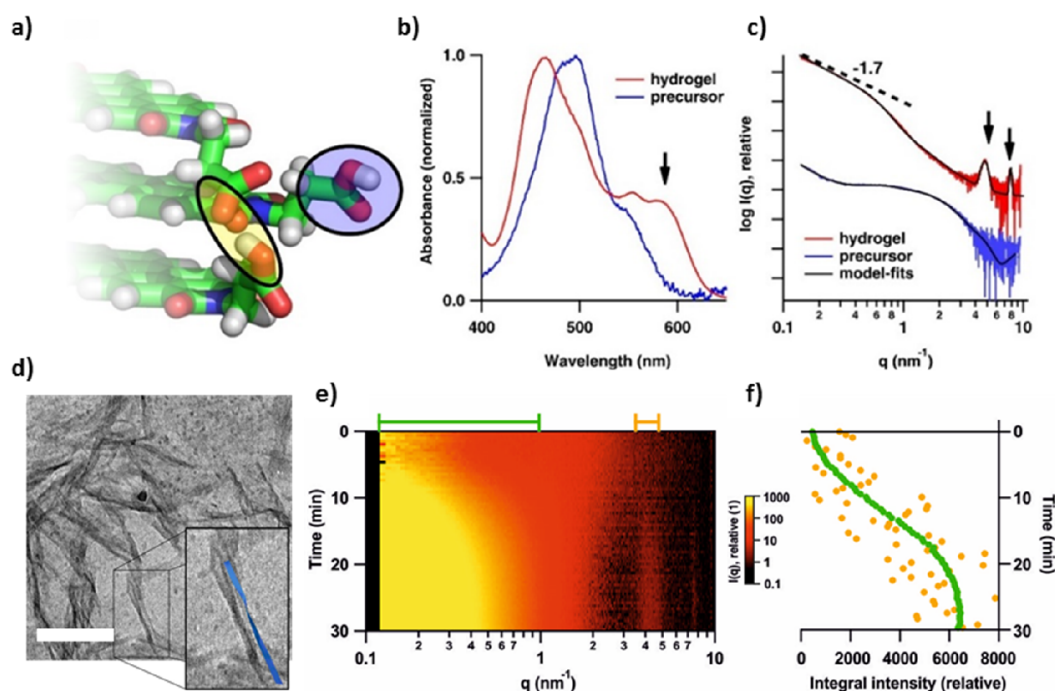 a)
b)
Absorbance (normalized)
1.0
0.5
0.0
hydrogel
precursor
400
500
600
Wavelength (nm)
c)
log I(q), relative
-1.7
hydrogel
precursor
model-fits
0.1
2
4
6
8
1
2
4
6
8
10
q (nm⁻¹)
d)
e)
Time (min)
0
10
20
30
0.1
2
3
4
5
6
7
1
2
3
4
5
6
7
10
q (nm⁻¹)
I(q), relative (1)
1000
100
10
1
0.1
f)
0
10
20
30
Time (min)
0
2000
4000
6000
8000
Integral intensity (relative)